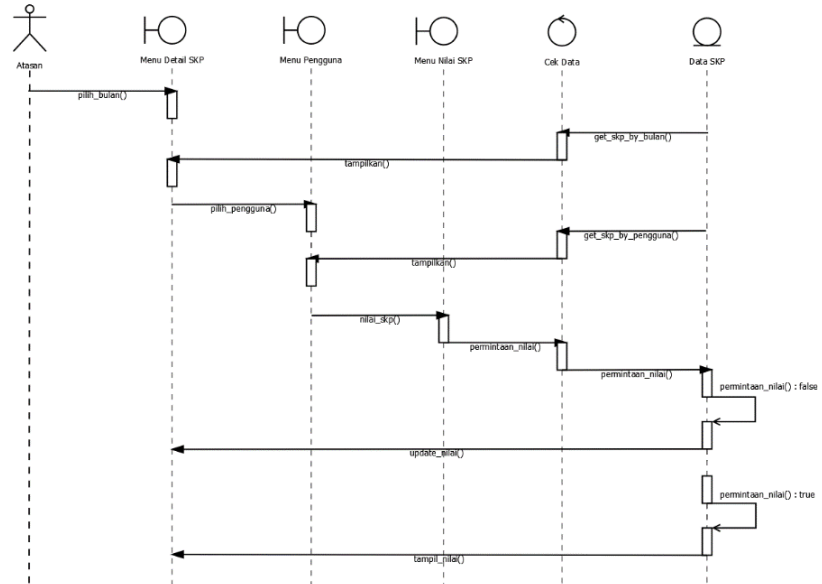 Atasan
Menu Detail SKP
Menu Pengguna
Menu Nilai SKP
Cek Data
Data SKP
pilih_bulan()
get_skp_by_bulan()
tampilkan()
pilih_pengguna()
get_skp_by_pengguna()
tampilkan()
nilai_skp()
permintaan_nilai()
permintaan_nilai()
permintaan_nilai() : false
update_nilai()
permintaan_nilai() : true
tampil_nilai()